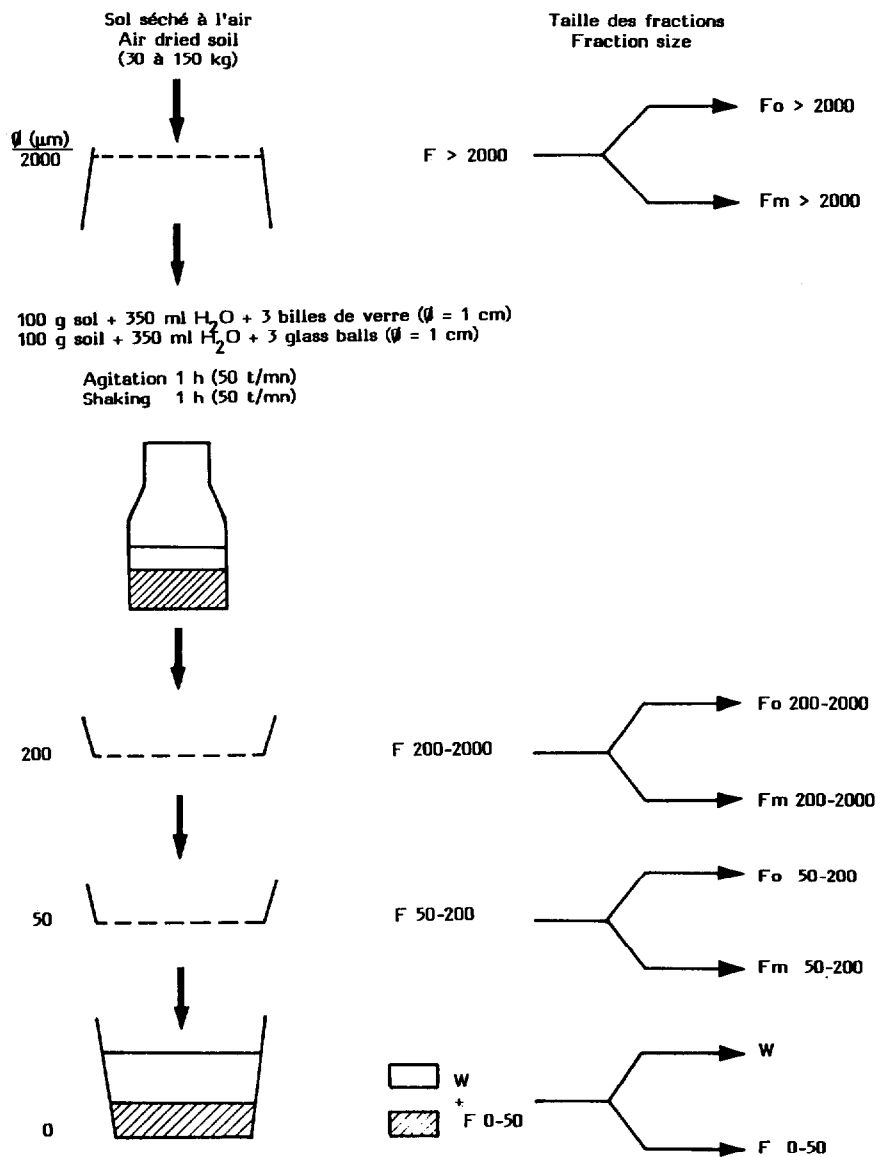 Sol séché à l'air
Air dried soil
(30 à 150 kg)
Taille des fractions
Fraction size
Ø (μm)
2000
F > 2000
Fo > 2000
Fm > 2000
100 g sol + 350 ml H2O + 3 billes de verre (Ø = 1 cm)
100 g soil + 350 ml H2O + 3 glass balls (Ø = 1 cm)
Agitation 1 h (50 t/mn)
Shaking 1 h (50 t/mn)
200
F 200-2000
Fo 200-2000
Fm 200-2000
50
F 50-200
Fo 50-200
Fm 50-200
0
W
+
F 0-50
W
F 0-50